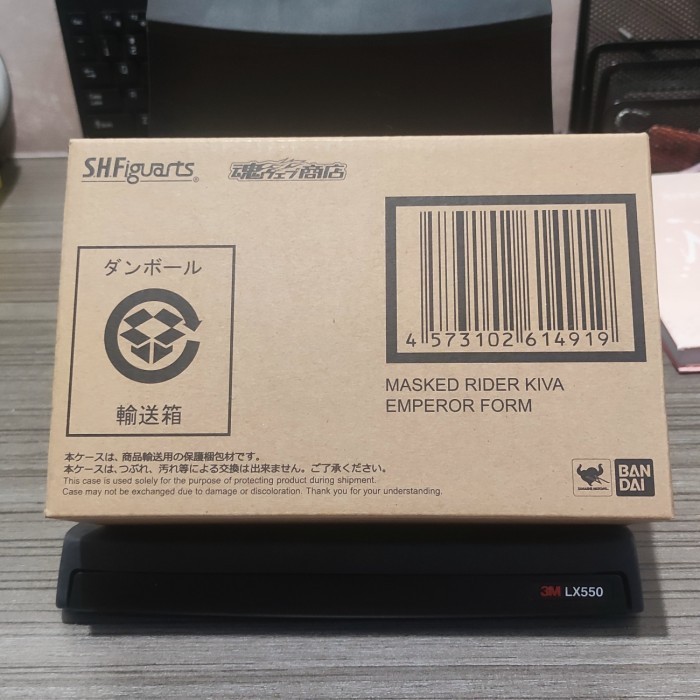 S.H.Figuarts®
魂ウェブ商店
ダンボール
輸送箱
4 573102 614919
MASKED RIDER KIVA
EMPEROR FORM
本ケースは、商品輸送用の保護梱包材です。
本ケースは、つぶれ、汚れ等による交換は出来ません。ご了承ください。
This case is used solely for the purpose of protecting product during shipment.
Case may not be exchanged due to damage or discoloration. Thank you for your understanding.
BAN
DAI
3M LX550